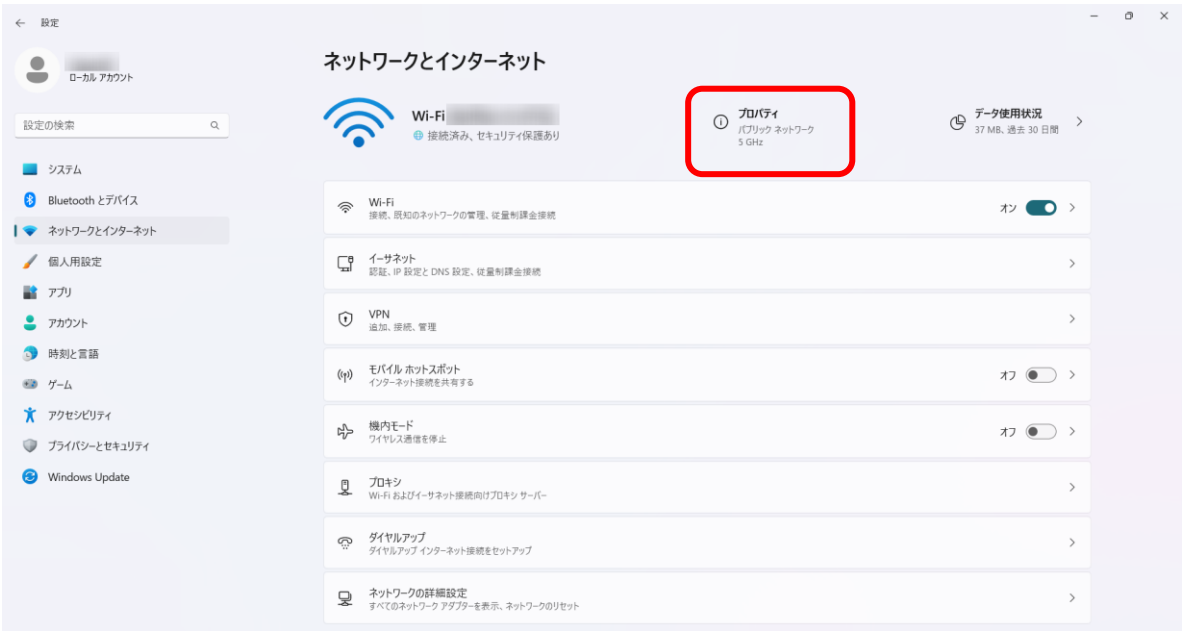 設定
ローカル アカウント
設定の検索
システム
Bluetooth とデバイス
ネットワークとインターネット
個人用設定
アプリ
アカウント
時刻と言語
ゲーム
アクセシビリティ
プライバシーとセキュリティ
Windows Update
ネットワークとインターネット
Wi-Fi
接続済み、セキュリティ保護あり
プロパティ
パブリック ネットワーク
5 GHz
データ使用状況
37 MB、過去 30 日間
Wi-Fi
接続、既知のネットワークの管理、従量制課金接続
オン
イーサネット
認証、IP 設定と DNS 設定、従量制課金接続
VPN
追加、接続、管理
モバイル ホットスポット
インターネット接続を共有する
オフ
機内モード
ワイヤレス通信を停止
オフ
プロキシ
Wi-Fi およびイーサネット接続向けプロキシ サーバー
ダイヤルアップ
ダイヤルアップ インターネット接続をセットアップ
ネットワークの詳細設定
すべてのネットワーク アダプターを表示、ネットワークのリセット